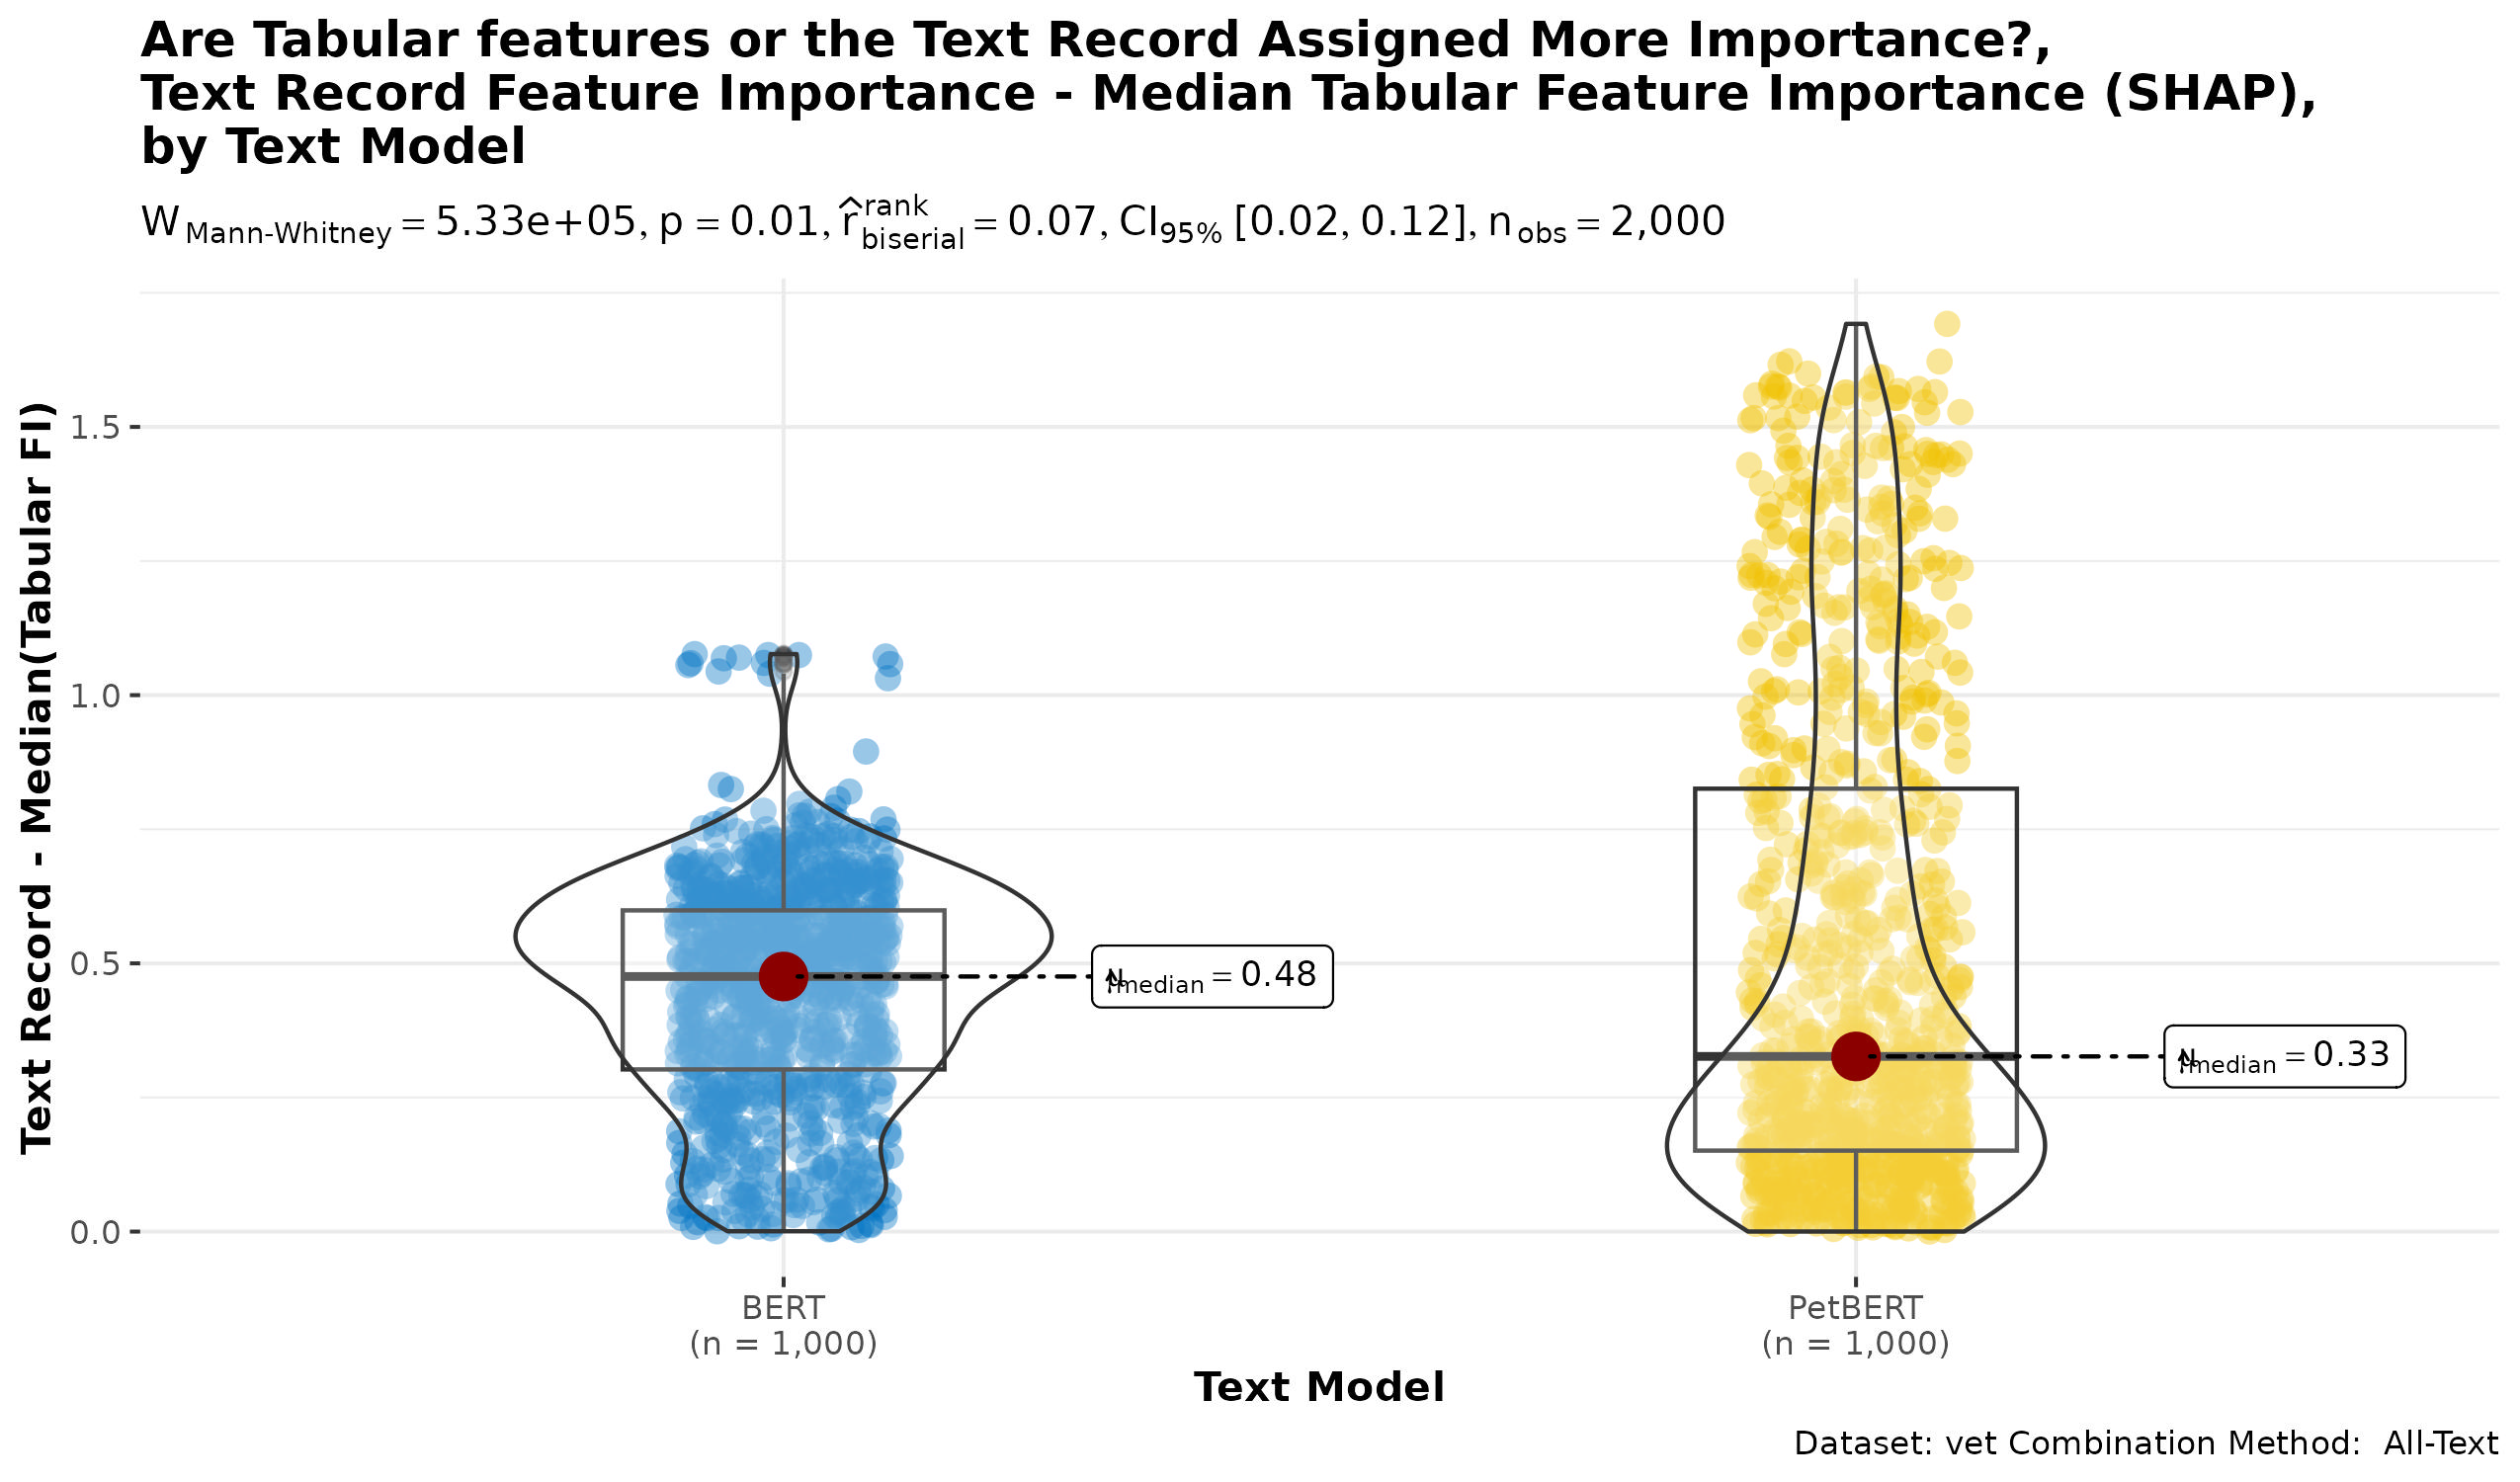 Are Tabular features or the Text Record Assigned More Importance?,
Text Record Feature Importance - Median Tabular Feature Importance (SHAP),
by Text Model
W Mann-Whitney = 5.33e+05, p = 0.01, r̂ rank biserial = 0.07, CI 95% [0.02, 0.12], n obs = 2,000
Text Record - Median(Tabular FI)
1.5
1.0
0.5
0.0
μ̂ median = 0.48
μ̂ median = 0.33
BERT
(n = 1,000)
PetBERT
(n = 1,000)
Text Model
Dataset: vet Combination Method: All-Text